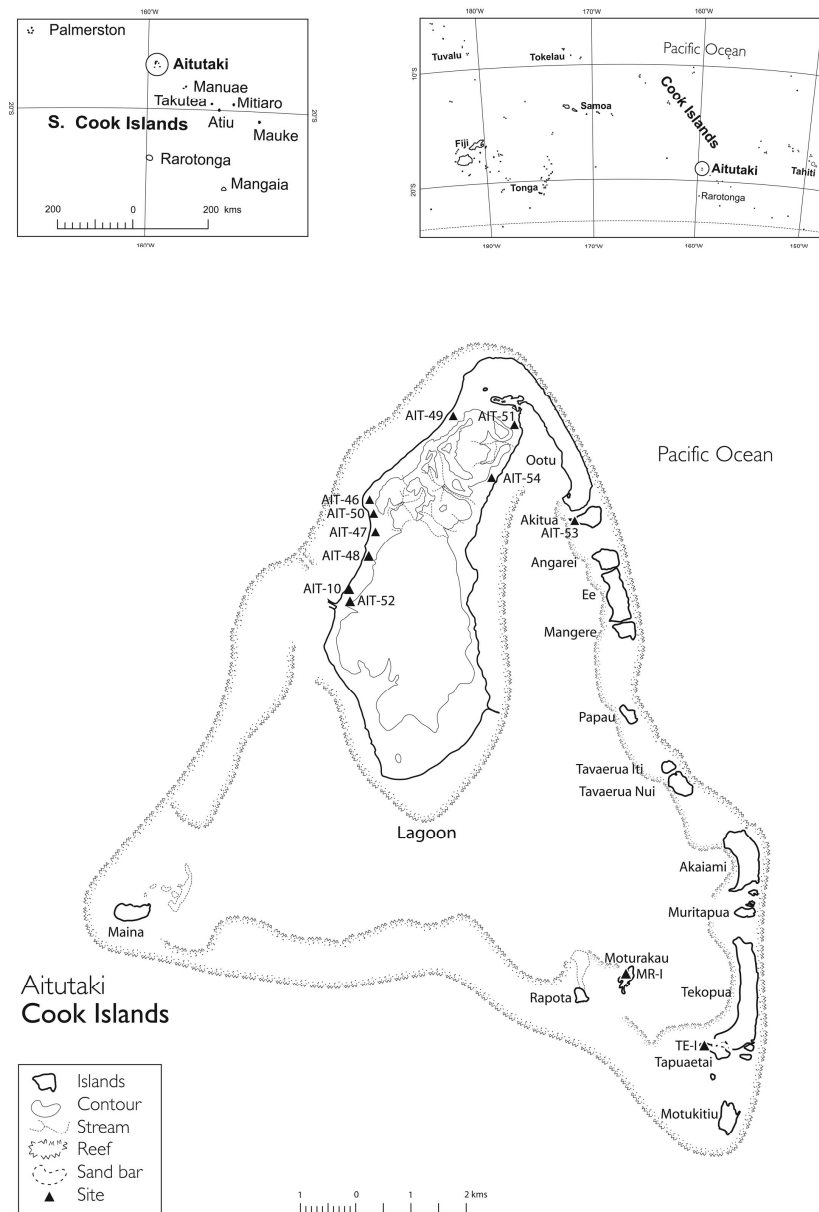 160°W
Palmerston
Aitutaki
Manuae
Takutea
Mitiaro
20°S
20°S
S. Cook Islands
Atiu
Mauke
Rarotonga
Mangaia
200 0 200 kms
160°W
180°W
170°W
160°W
150°W
Tuvalu
Tokelau
Pacific Ocean
10°S
10°S
Cook Islands
Samoa
Fiji
Aitutaki
Tahiti
Tonga
Rarotonga
20°S
20°S
180°W
170°W
160°W
150°W
AIT-49
AIT-51
Ootu
Pacific Ocean
AIT-54
AIT-46
AIT-50
Akitua
AIT-53
AIT-47
AIT-48
Angarei
AIT-10
Ee
AIT-52
Mangere
Papau
Tavaerua Iti
Tavaerua Nui
Lagoon
Akaiami
Muritapua
Maina
Moturakau
MR-I
Aitutaki
Cook Islands
Rapota
Tekopua
TE-I
Tapuaetai
Motukitiu
Islands
Contour
Stream
Reef
Sand bar
Site
1 0 1 2 kms